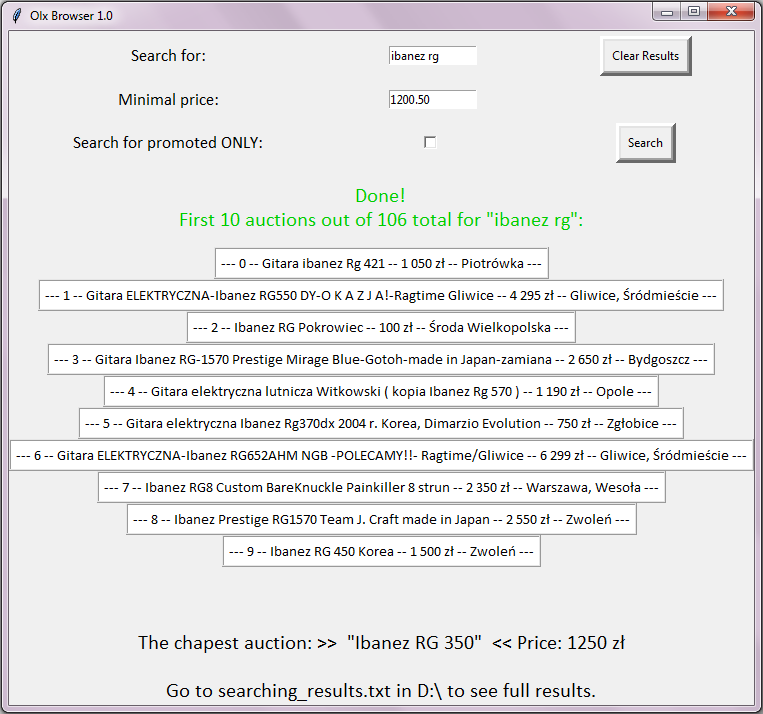 Olx Browser 1.0
Search for:
ibanez rg
Clear Results
Minimal price:
1200.50
Search for promoted ONLY:
Search
Done!
First 10 auctions out of 106 total for "ibanez rg":
--- 0 -- Gitara ibanez Rg 421 -- 1 050 zł -- Piotrówka ---
--- 1 -- Gitara ELEKTRYCZNA-Ibanez RG550 DY-O K A Z J A!-Ragtime Gliwice -- 4 295 zł -- Gliwice, Śródmieście ---
--- 2 -- Ibanez RG Pokrowiec -- 100 zł -- Środa Wielkopolska ---
--- 3 -- Gitara Ibanez RG-1570 Prestige Mirage Blue-Gotoh-made in Japan-zamiana -- 2 650 zł -- Bydgoszcz ---
--- 4 -- Gitara elektryczna lutnicza Witkowski ( kopia Ibanez Rg 570 ) -- 1 190 zł -- Opole ---
--- 5 -- Gitara elektryczna Ibanez Rg370dx 2004 r. Korea, Dimarzio Evolution -- 750 zł -- Zgłobice ---
--- 6 -- Gitara ELEKTRYCZNA-Ibanez RG652AHM NGB -POLECAMY!!- Ragtime/Gliwice -- 6 299 zł -- Gliwice, Śródmieście ---
--- 7 -- Ibanez RG8 Custom BareKnuckle Painkiller 8 strun -- 2 350 zł -- Warszawa, Wesoła ---
--- 8 -- Ibanez Prestige RG1570 Team J. Craft made in Japan -- 2 550 zł -- Zwoleń ---
--- 9 -- Ibanez RG 450 Korea -- 1 500 zł -- Zwoleń ---
The chapest auction: >> "Ibanez RG 350" << Price: 1250 zł
Go to searching_results.txt in D:\ to see full results.